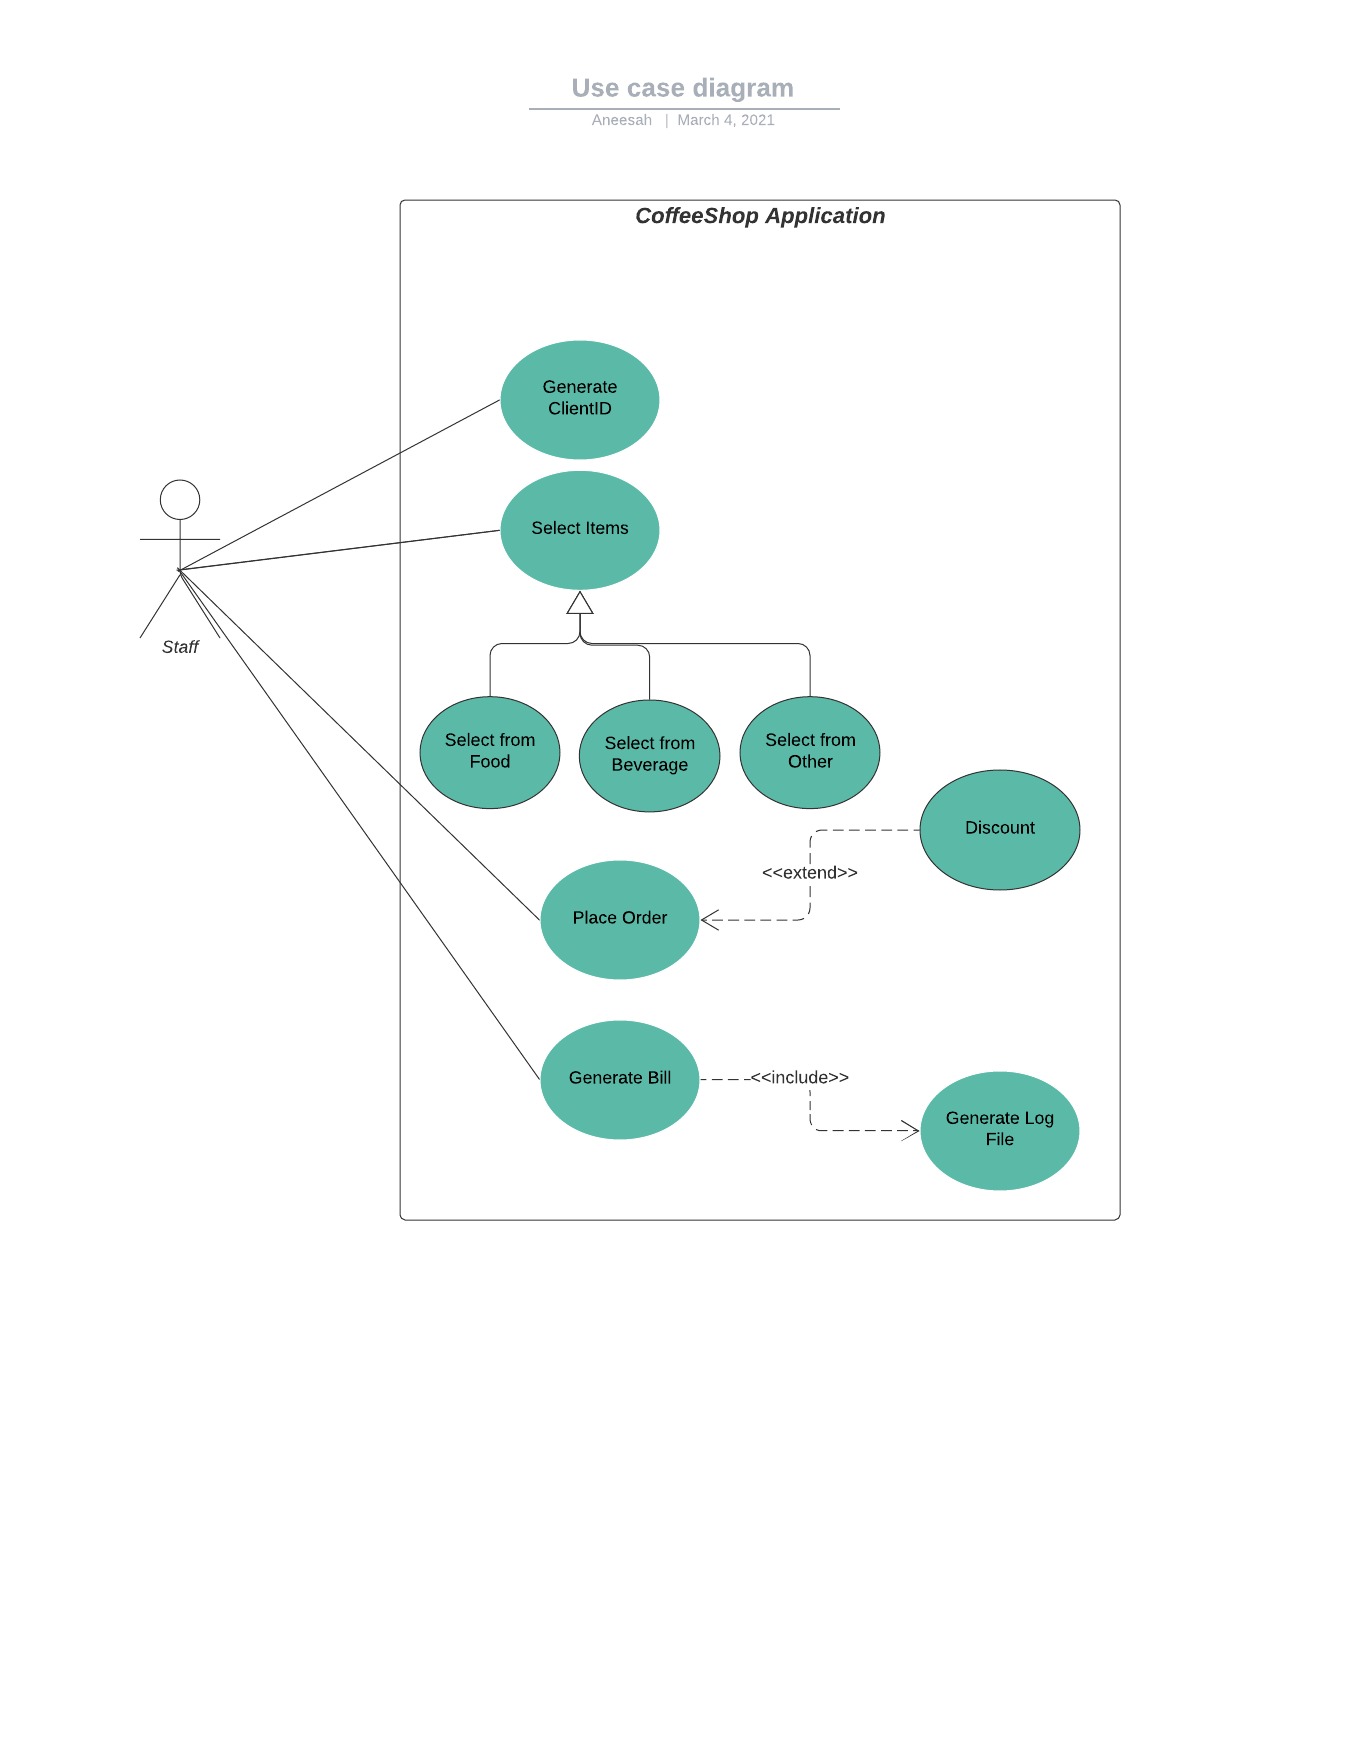 Use case diagram
Aneesah | March 4, 2021
CoffeeShop Application
Generate
ClientID
Select Items
Staff
Select from
Food
Select from
Beverage
Select from
Other
Discount
<<extend>>
Place Order
Generate Bill
<<include>>
Generate Log
File